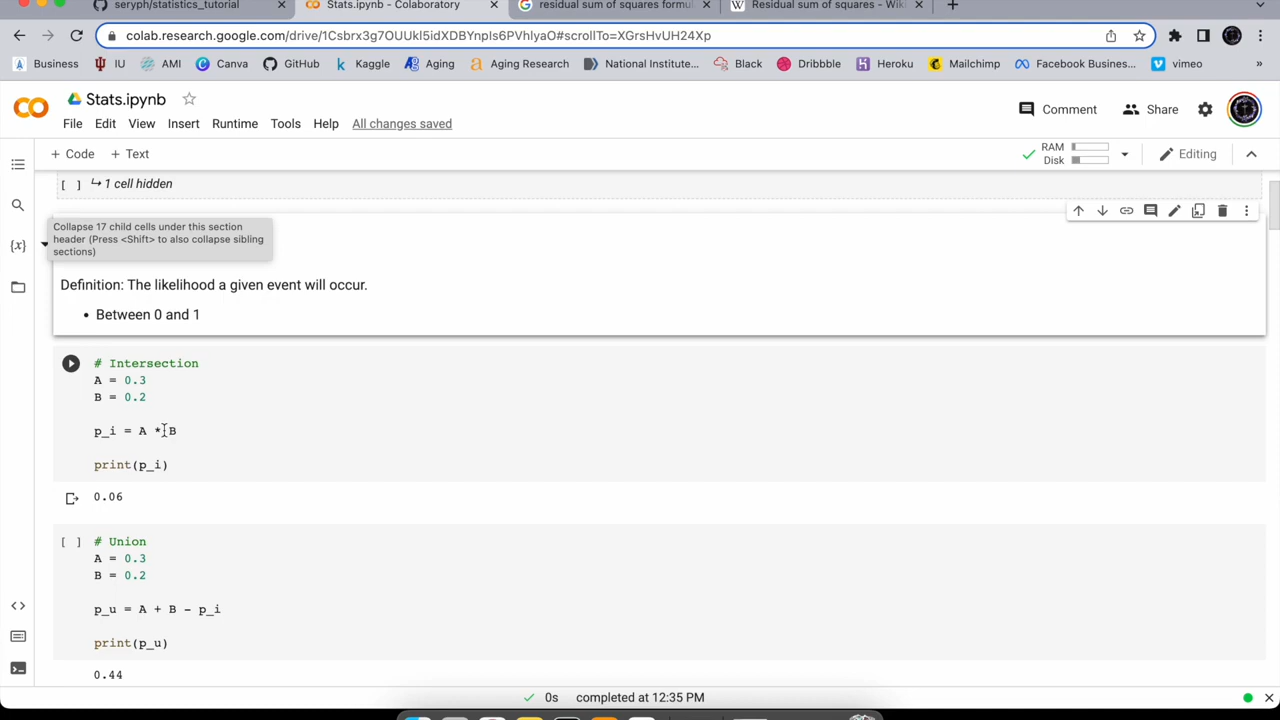 seryph/statistics_tutorial
Stats.ipynb - Colaboratory
residual sum of squares formul
Residual sum of squares - Wiki
colab.research.google.com/drive/1Csbrx3g7OUUkl5idXDBYnpIs6PVhlyaO#scrollTo=XGrsHvUH24Xp
Business
IU
AMI
Canva
GitHub
Kaggle
Aging
Aging Research
National Institute...
Black
Dribbble
Heroku
Mailchimp
Facebook Busines...
vimeo
»
Stats.ipynb
Comment
Share
File Edit View Insert Runtime Tools Help All changes saved
+ Code + Text
RAM
Disk
Editing
[ ] 1 cell hidden
Collapse 17 child cells under this section
header (Press <Shift> to also collapse sibling
sections)
{x}
Definition: The likelihood a given event will occur.
• Between 0 and 1
# Intersection
A = 0.3
B = 0.2
p_i = A * B
print(p_i)
0.06
[ ] # Union
A = 0.3
B = 0.2
p_u = A + B - p_i
print(p_u)
0.44
0s completed at 12:35 PM